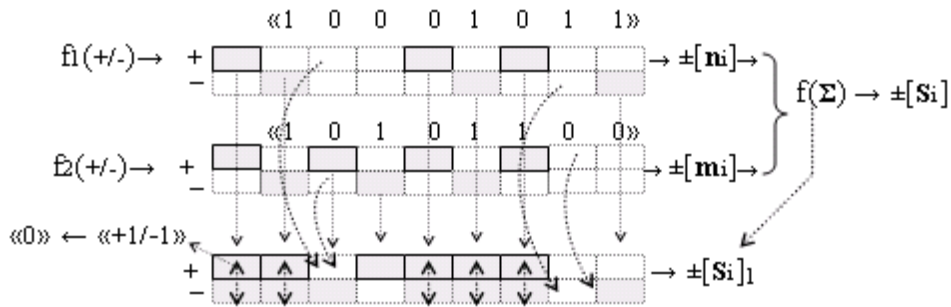 «1 0 0 0 1 0 1 1»
f1(+/-)→ + → ±[ni]→
− f(Σ) → ±[Si]
«1 0 1 0 1 1 0 0»
f2(+/-)→ + → ±[mi]→
−
«0» ← «+1/-1»
+ → ±[Si]1
−